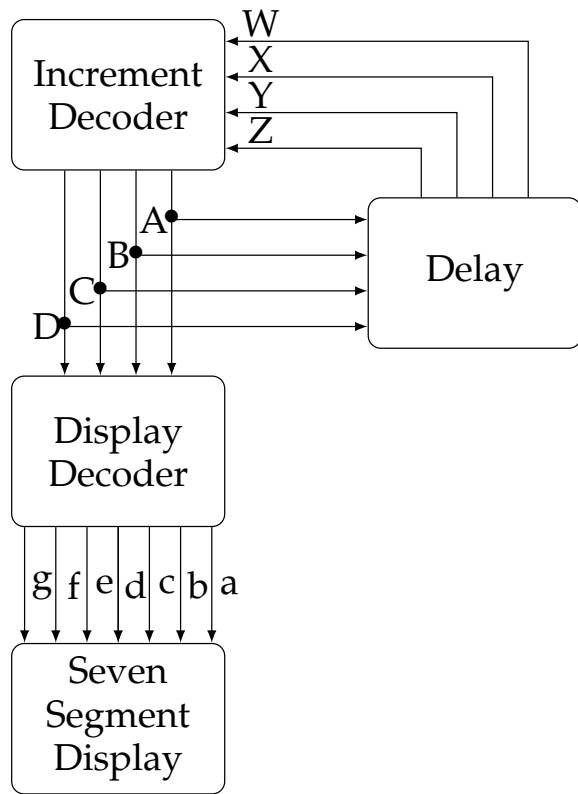 W
Increment
Decoder
X
Y
Z
A
B
C
D
Delay
Display
Decoder
g f e d c b a
Seven
Segment
Display